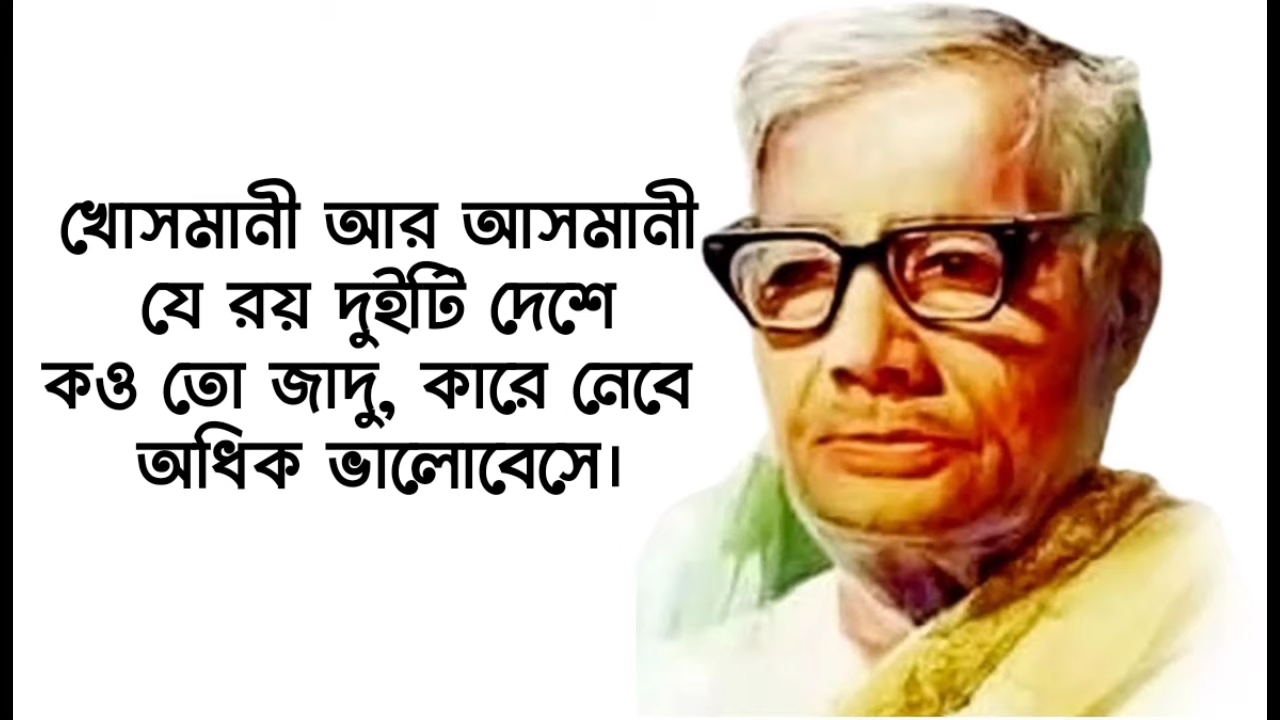 খোসমানী আর আসমানী
যে রয় দুইটি দেশে
কও তো জাদু, কারে নেবে
অধিক ভালোবেসে।